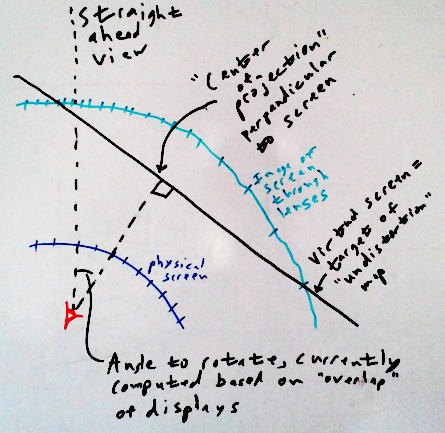 straight
ahead
view
"Center
of
projection"
perpendicular
to screen
Image of
screen
through
lenses
Virtual screen =
target of
"undistortion"
map
physical
screen
Angle to rotate, currently
computed based on "overlap"
of displays